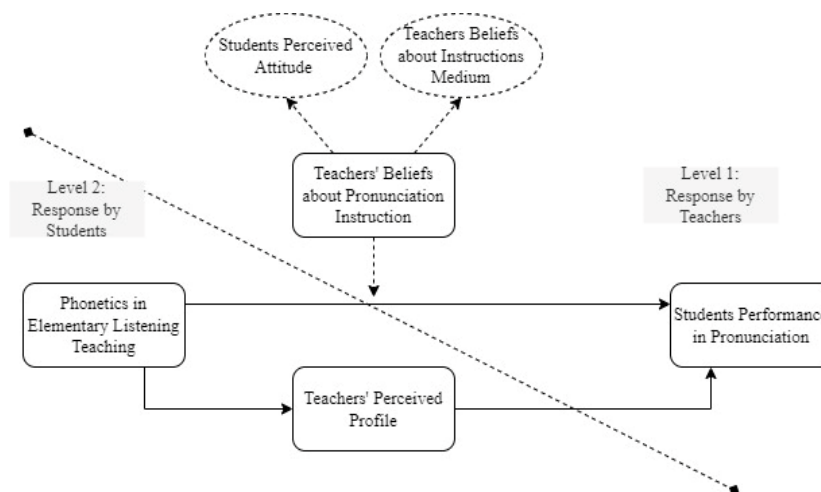 Students Perceived
Attitude
Teachers Beliefs
about Instructions
Medium
Teachers' Beliefs
about Pronunciation
Instruction
Level 2:
Response by
Students
Level 1:
Response by
Teachers
Phonetics in
Elementary Listening
Teaching
Students Performance
in Pronunciation
Teachers' Perceived
Profile